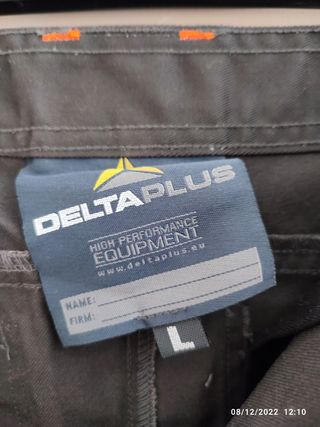 DELTAPLUS
HIGH PERFORMANCE
EQUIPMENT
www.deltaplus.eu
NAME:
FIRM:
L
08/12/2022 12:10